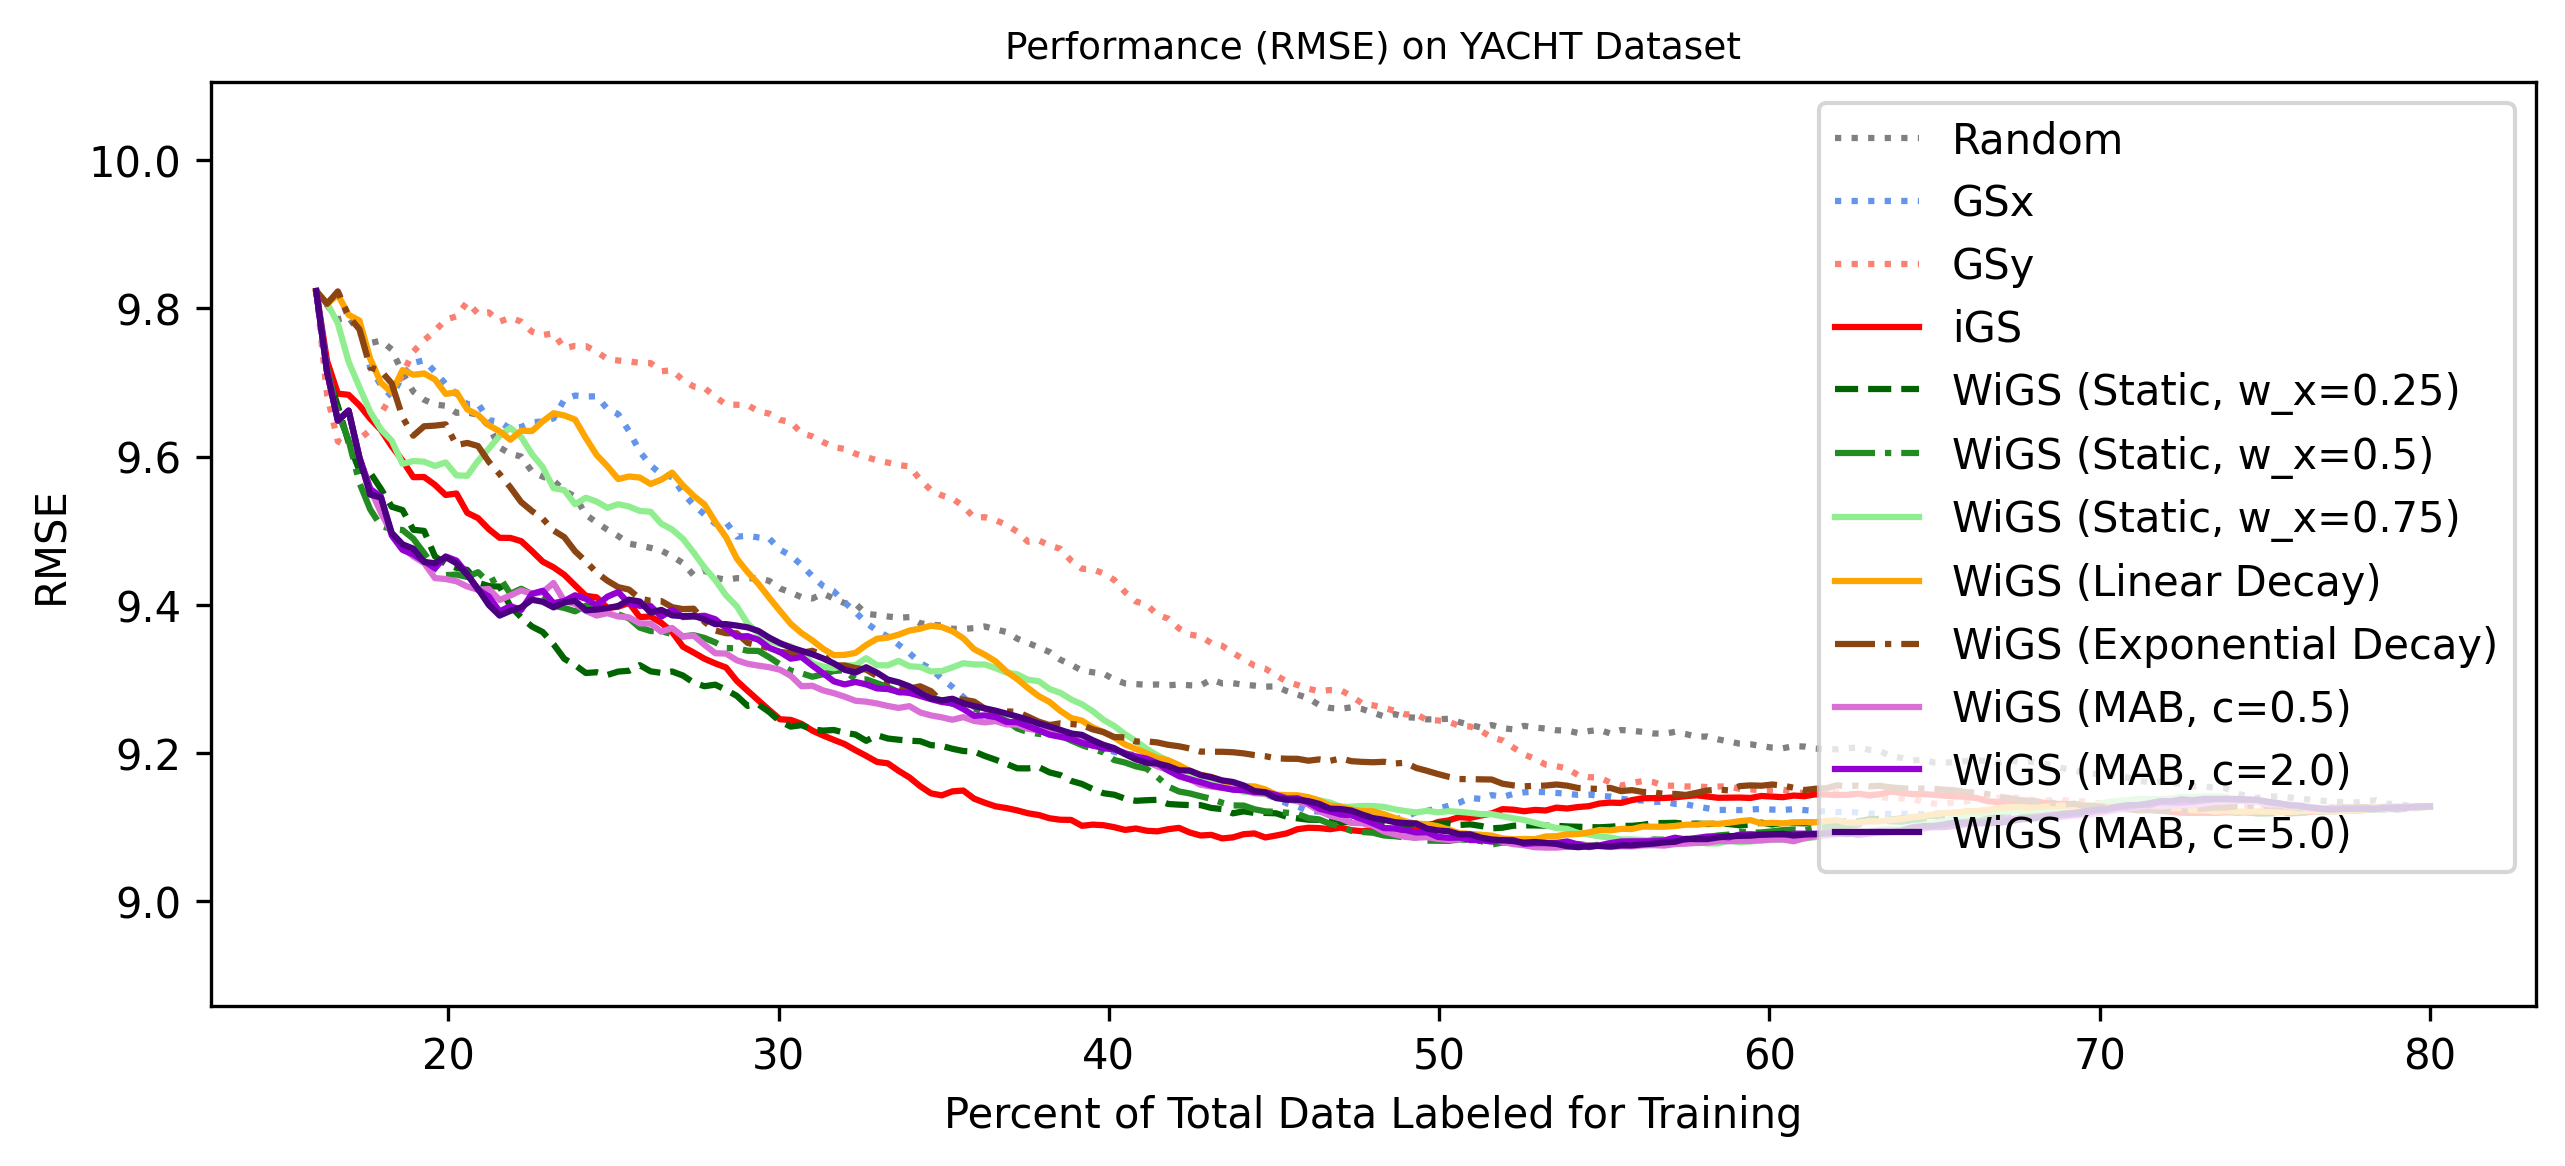 Performance (RMSE) on YACHT Dataset
RMSE
10.0
9.8
9.6
9.4
9.2
9.0
20
30
40
50
60
70
80
Percent of Total Data Labeled for Training
Random
GSx
GSy
iGS
WiGS (Static, w_x=0.25)
WiGS (Static, w_x=0.5)
WiGS (Static, w_x=0.75)
WiGS (Linear Decay)
WiGS (Exponential Decay)
WiGS (MAB, c=0.5)
WiGS (MAB, c=2.0)
WiGS (MAB, c=5.0)